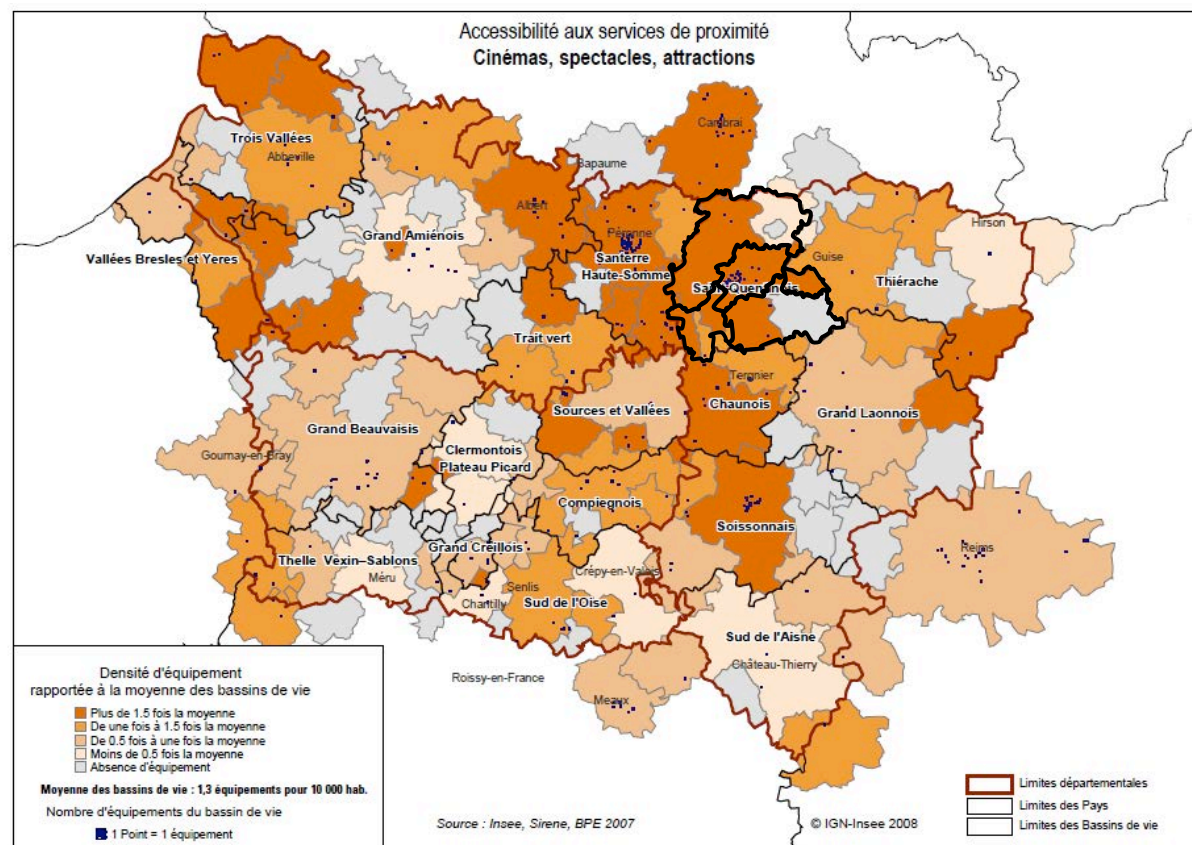 Accessibilité aux services de proximité
Cinémas, spectacles, attractions
Cambrai
Trois Vallées
Abbeville
Bapaume
Albert
Hirson
Grand Amiénois
Péronne
Vallées Bresles et Yeres
Santerre
Haute-Somme
Guise
Thiérache
Saint-Quentinois
Trait vert
Tergnier
Chaunois
Grand Laonnois
Sources et Vallées
Grand Beauvaisis
Clermontois
Plateau Picard
Gournay-en-Bray
Compiegnois
Soissonnais
Reims
Grand Creillois
Thelle Vexin–Sablons
Méru
Senlis
Crépy-en-Valois
Chantilly
Sud de l'Oise
Sud de l'Aisne
Château-Thierry
Roissy-en-France
Meaux
Densité d'équipement
rapportée à la moyenne des bassins de vie
Plus de 1.5 fois la moyenne
De une fois à 1.5 fois la moyenne
De 0.5 fois à une fois la moyenne
Moins de 0.5 fois la moyenne
Absence d'équipement
Moyenne des bassins de vie : 1,3 équipements pour 10 000 hab.
Nombre d'équipements du bassin de vie
1 Point = 1 équipement
Source : Insee, Sirene, BPE 2007
© IGN-Insee 2008
Limites départementales
Limites des Pays
Limites des Bassins de vie